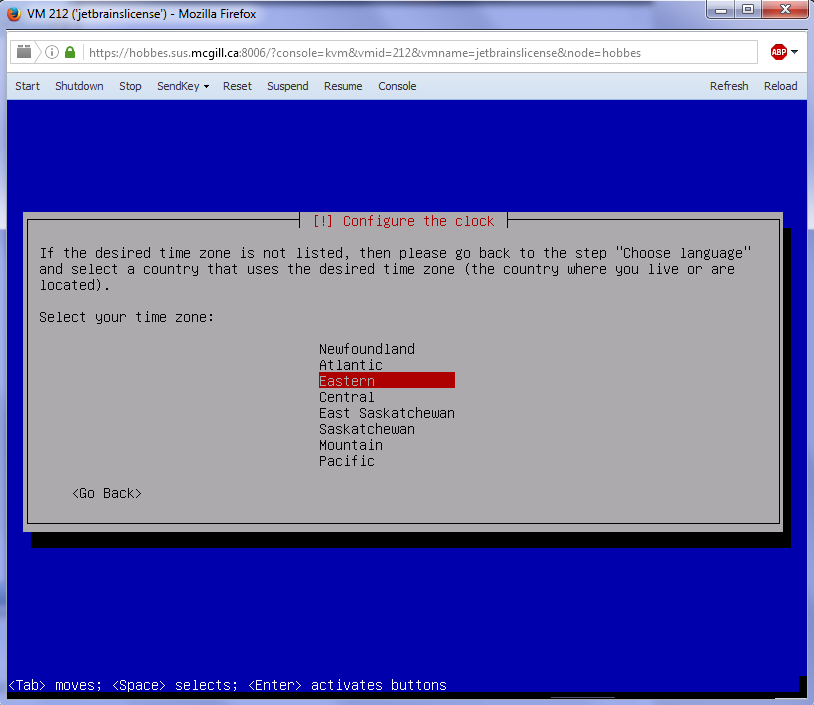 VM 212 ('jetbrainslicense') - Mozilla Firefox
https://hobbes.sus.mcgill.ca:8006/?console=kvm&vmid=212&vmname=jetbrainslicense&node=hobbes
ABP
Start Shutdown Stop SendKey Reset Suspend Resume Console Refresh Reload
[!] Configure the clock
If the desired time zone is not listed, then please go back to the step "Choose language"
and select a country that uses the desired time zone (the country where you live or are
located).
Select your time zone:
Newfoundland
Atlantic
Eastern
Central
East Saskatchewan
Saskatchewan
Mountain
Pacific
<Go Back>
<Tab> moves; <Space> selects; <Enter> activates buttons